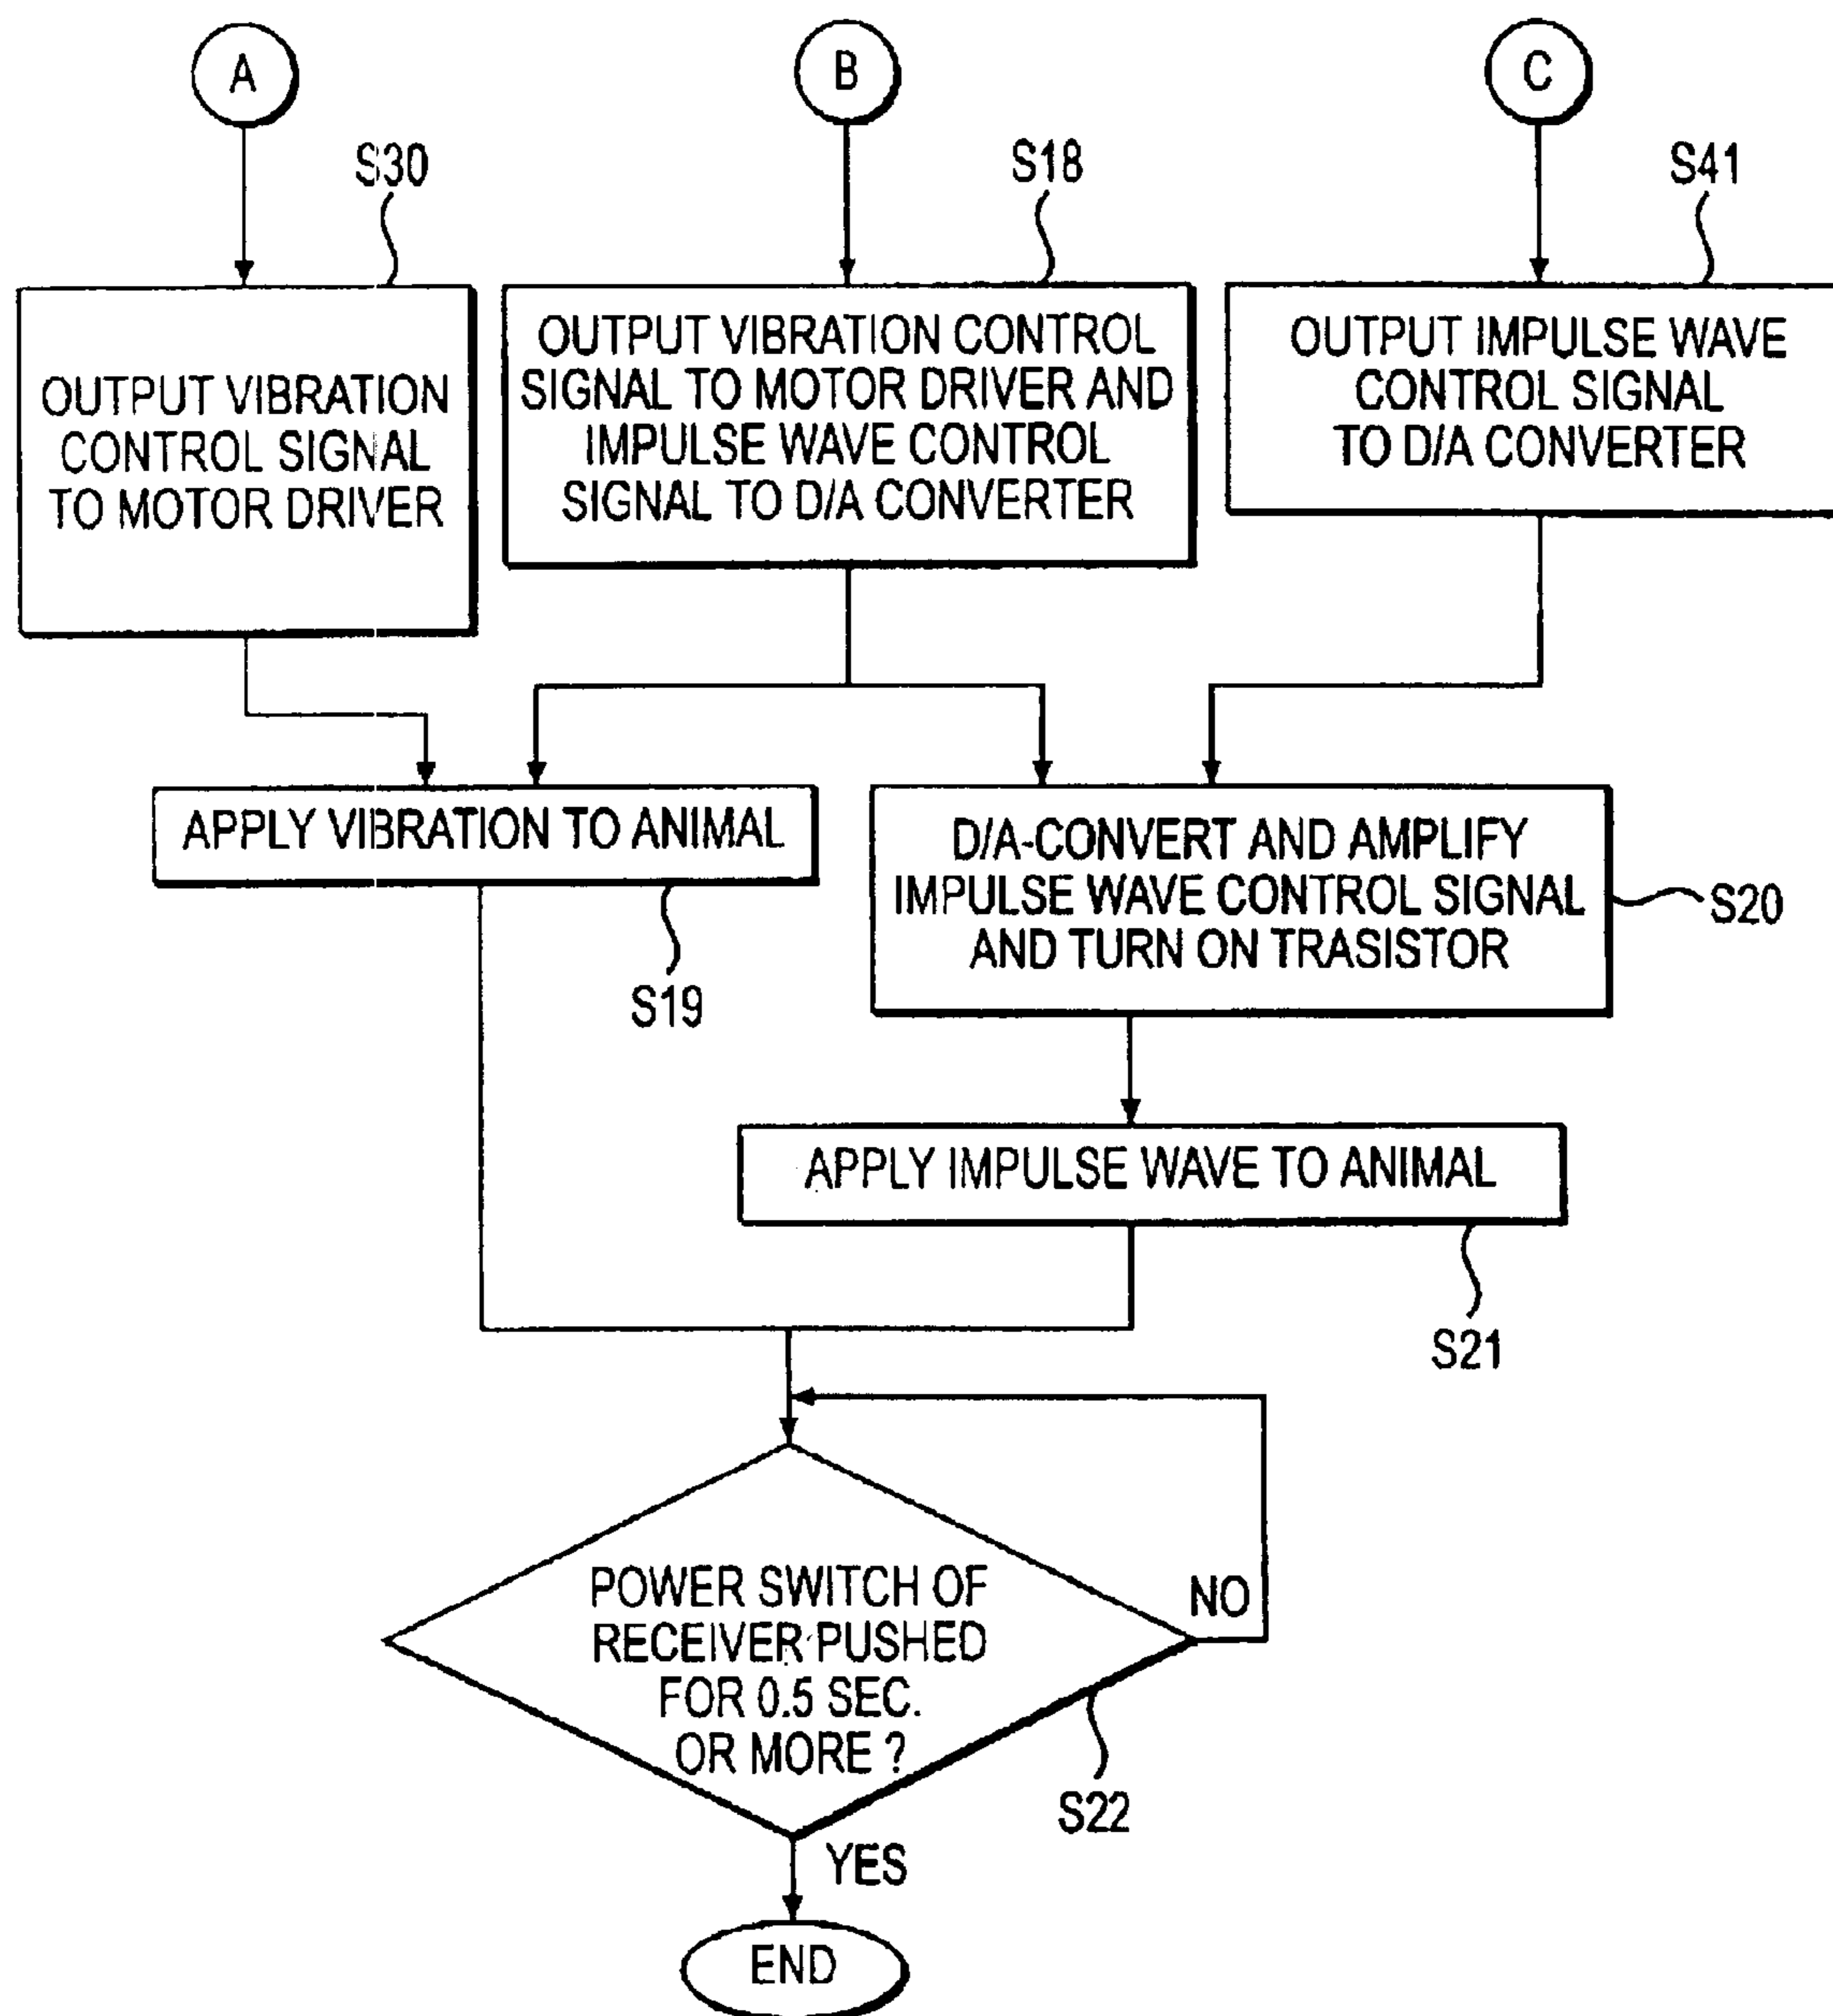 A
B
C
S30
S18
S41
OUTPUT VIBRATION
CONTROL SIGNAL
TO MOTOR DRIVER
OUTPUT VIBRATION CONTROL
SIGNAL TO MOTOR DRIVER AND
IMPULSE WAVE CONTROL
SIGNAL TO D/A CONVERTER
OUTPUT IMPULSE WAVE
CONTROL SIGNAL
TO D/A CONVERTER
APPLY VIBRATION TO ANIMAL
S19
D/A-CONVERT AND AMPLIFY
IMPULSE WAVE CONTROL SIGNAL
AND TURN ON TRASISTOR
S20
APPLY IMPULSE WAVE TO ANIMAL
S21
POWER SWITCH OF
RECEIVER PUSHED
FOR 0.5 SEC.
OR MORE ?
NO
S22
YES
END